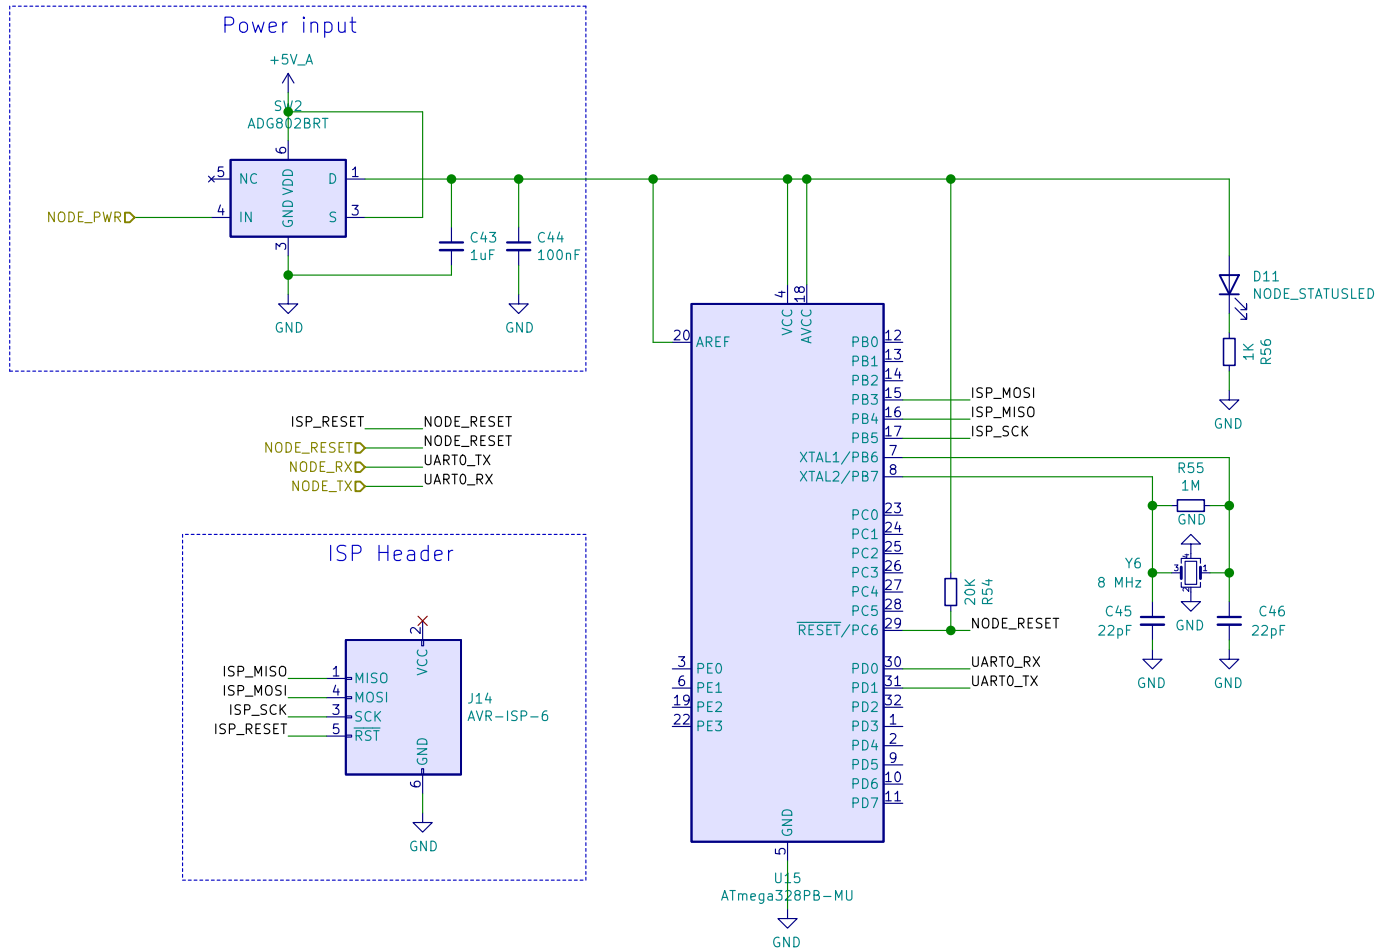 Power input
+5V_A
SW2
ADG802BRT
6
5
NC
VDD
D
1
NODE_PWR
4
IN
GND
S
3
3
C43
1uF
C44
100nF
GND
GND
D11
NODE_STATUSLED
1K
R56
GND
ISP_RESET
NODE_RESET
NODE_RESET
NODE_RESET
NODE_RX
UART0_TX
NODE_TX
UART0_RX
4
18
VCC
AVCC
20
AREF
PB0
12
PB1
13
PB2
14
PB3
15
ISP_MOSI
PB4
16
ISP_MISO
PB5
17
ISP_SCK
XTAL1/PB6
7
XTAL2/PB7
8
PC0
23
PC1
24
PC2
25
PC3
26
PC4
27
PC5
28
RESET/PC6
29
NODE_RESET
20K
R54
3
PE0
6
PE1
19
PE2
22
PE3
PD0
30
UART0_RX
PD1
31
UART0_TX
PD2
32
PD3
1
PD4
2
PD5
9
PD6
10
PD7
11
GND
5
U15
ATmega328PB-MU
GND
R55
1M
GND
Y6
8 MHz
4
3
1
2
GND
C45
22pF
C46
22pF
GND
GND
ISP Header
2
VCC
ISP_MISO
1
MISO
ISP_MOSI
4
MOSI
ISP_SCK
3
SCK
ISP_RESET
5
RST
J14
AVR-ISP-6
GND
6
GND